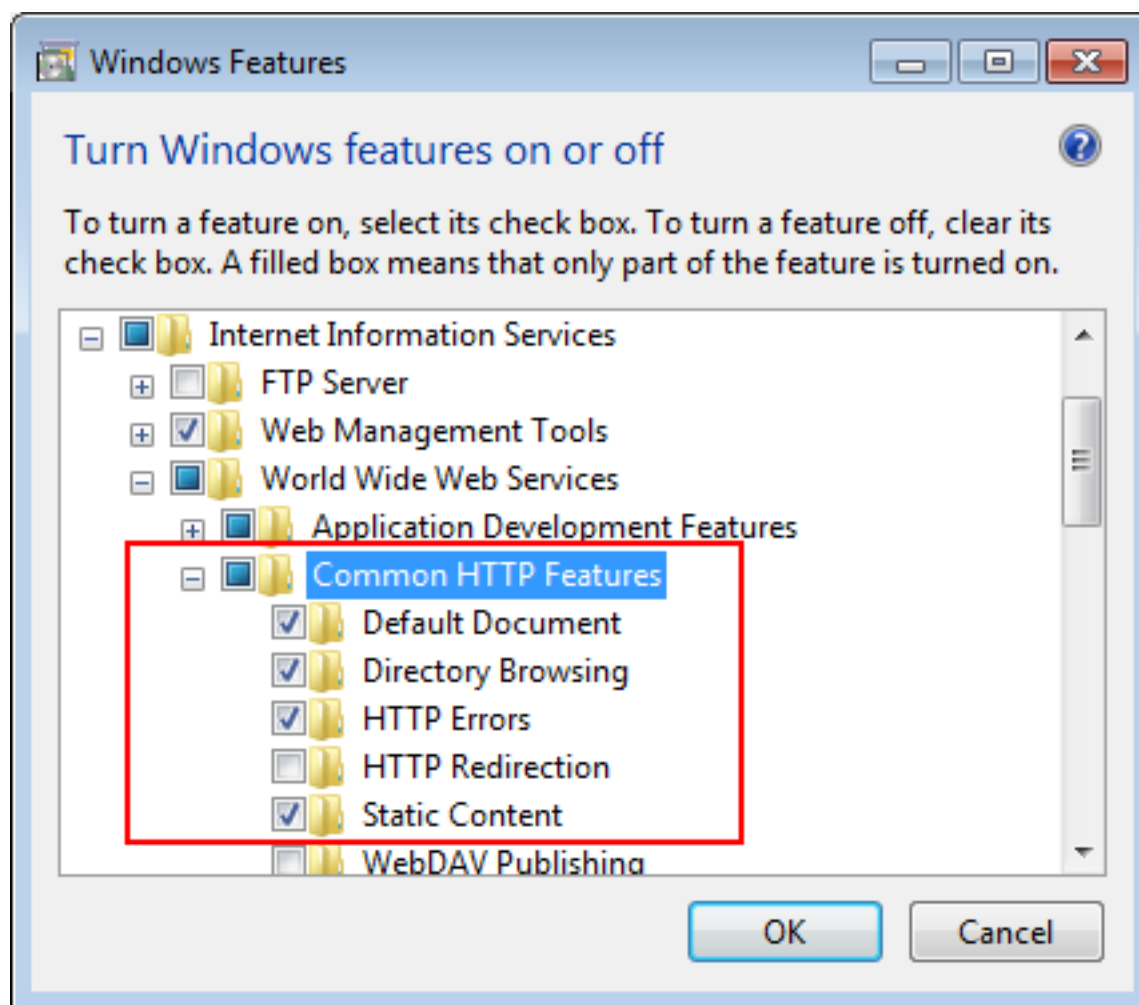 Windows Features
Turn Windows features on or off
To turn a feature on, select its check box. To turn a feature off, clear its
check box. A filled box means that only part of the feature is turned on.
Internet Information Services
FTP Server
Web Management Tools
World Wide Web Services
Application Development Features
Common HTTP Features
Default Document
Directory Browsing
HTTP Errors
HTTP Redirection
Static Content
WebDAV Publishing
OK Cancel